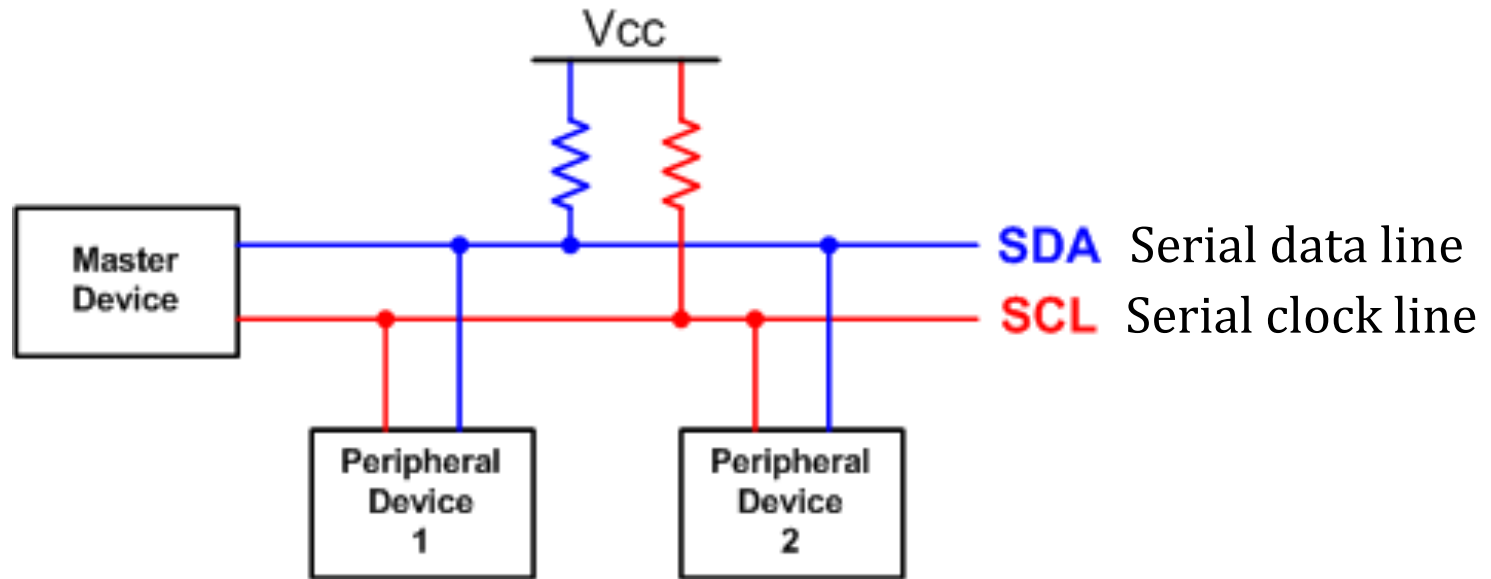 Vcc
Master
Device
SDA Serial data line
SCL Serial clock line
Peripheral
Device
1
Peripheral
Device
2